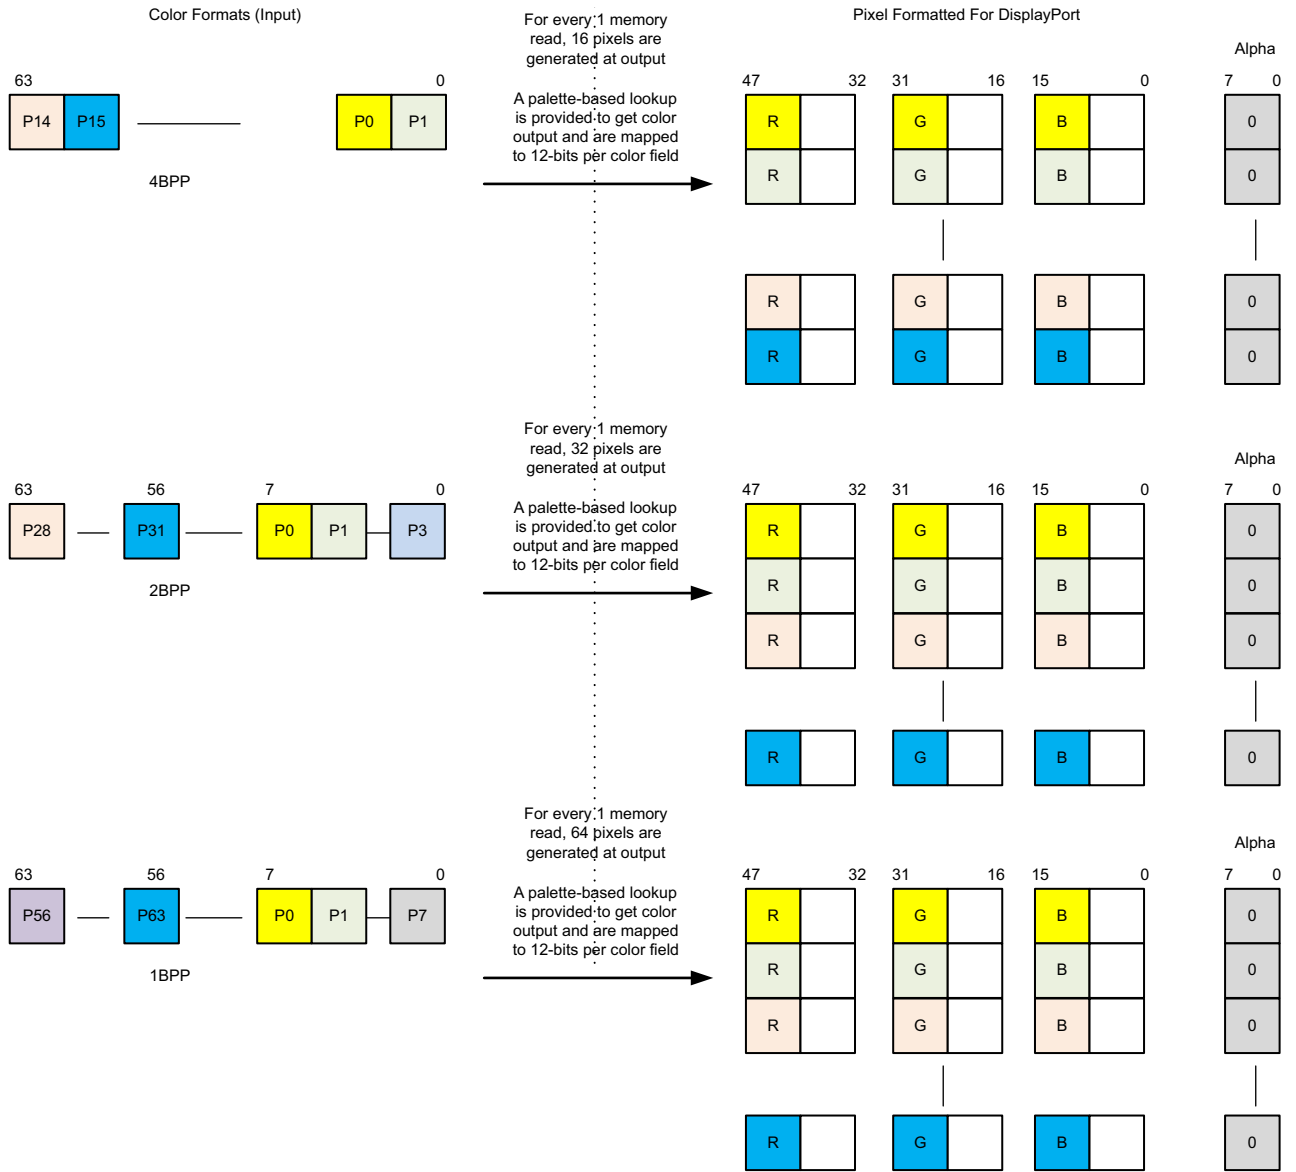 Color Formats (Input)
For every 1 memory
read, 16 pixels are
generated at output
Pixel Formatted For DisplayPort
Alpha
63 0
47 32 31 16 15 0 7 0
P14 P15 P0 P1
A palette-based lookup
is provided to get color
output and are mapped
to 12-bits per color field
R G B 0
R G B 0
4BPP
R G B 0
R G B 0
For every 1 memory
read, 32 pixels are
generated at output
Alpha
63 56 7 0
47 32 31 16 15 0 7 0
P28 P31 P0 P1 P3
A palette-based lookup
is provided to get color
output and are mapped
to 12-bits per color field
R G B 0
R G B 0
2BPP
R G B 0
R G B 0
For every 1 memory
read, 64 pixels are
generated at output
Alpha
63 56 7 0
47 32 31 16 15 0 7 0
P56 P63 P0 P1 P7
A palette-based lookup
is provided to get color
output and are mapped
to 12-bits per color field
R G B 0
R G B 0
1BPP
R G B 0
R G B 0